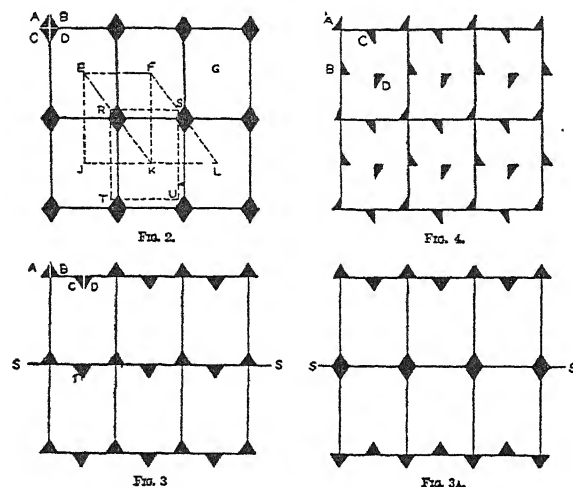 A B
C D
E F G
R S
J K L
T U
FIG. 2.
A
C
B
D
FIG. 4.
A B
C D
S S
FIG. 3
S S
FIG. 3A.